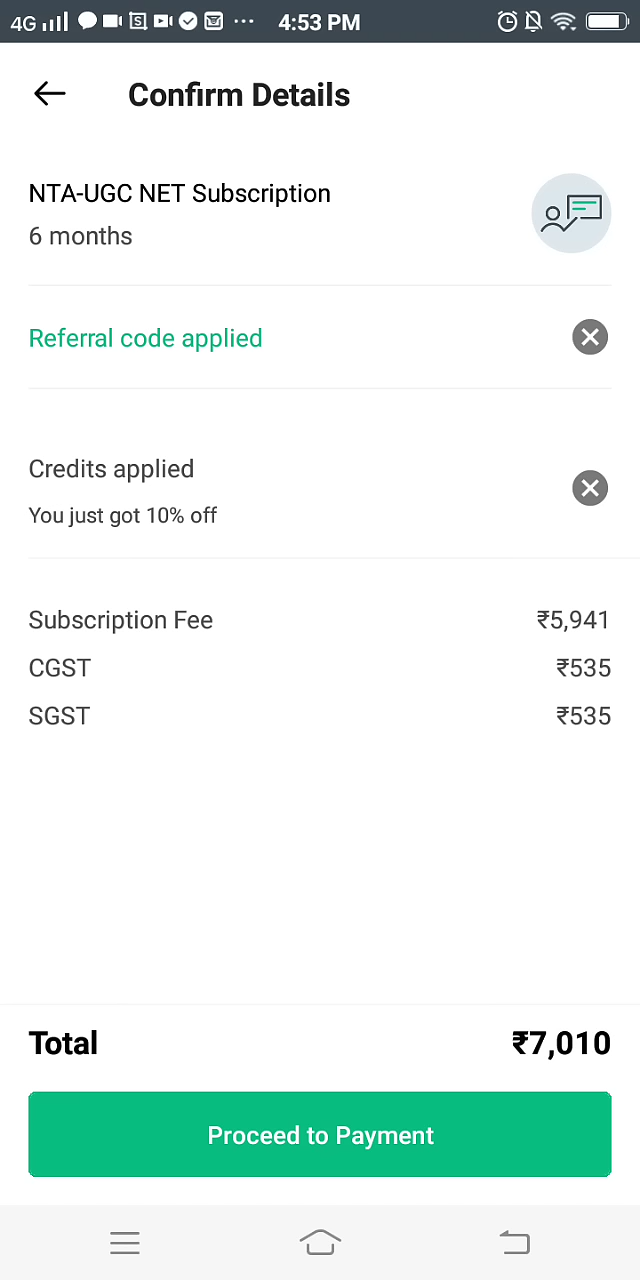 4G 4:53 PM
Confirm Details
NTA-UGC NET Subscription
6 months
Referral code applied
Credits applied
You just got 10% off
Subscription Fee ₹5,941
CGST ₹535
SGST ₹535
Total ₹7,010
Proceed to Payment